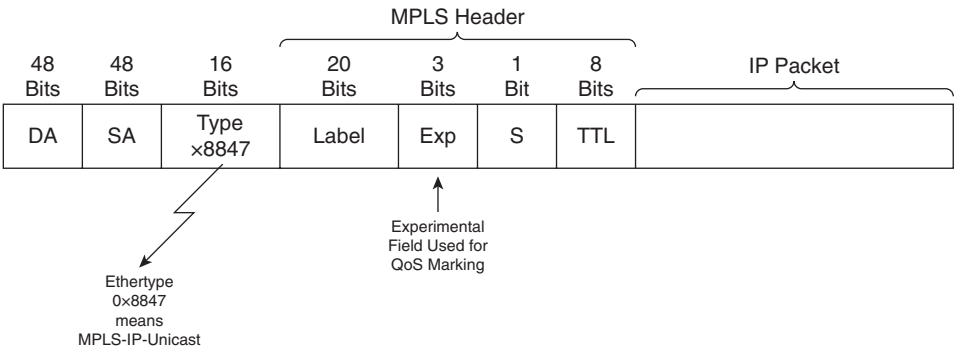 MPLS Header
48 48 16 20 3 1 8 IP Packet
Bits Bits Bits Bits Bits Bit Bits
DA SA Type Label Exp S TTL
×8847
Experimental
Field Used for
QoS Marking
Ethertype
0×8847
means
MPLS-IP-Unicast